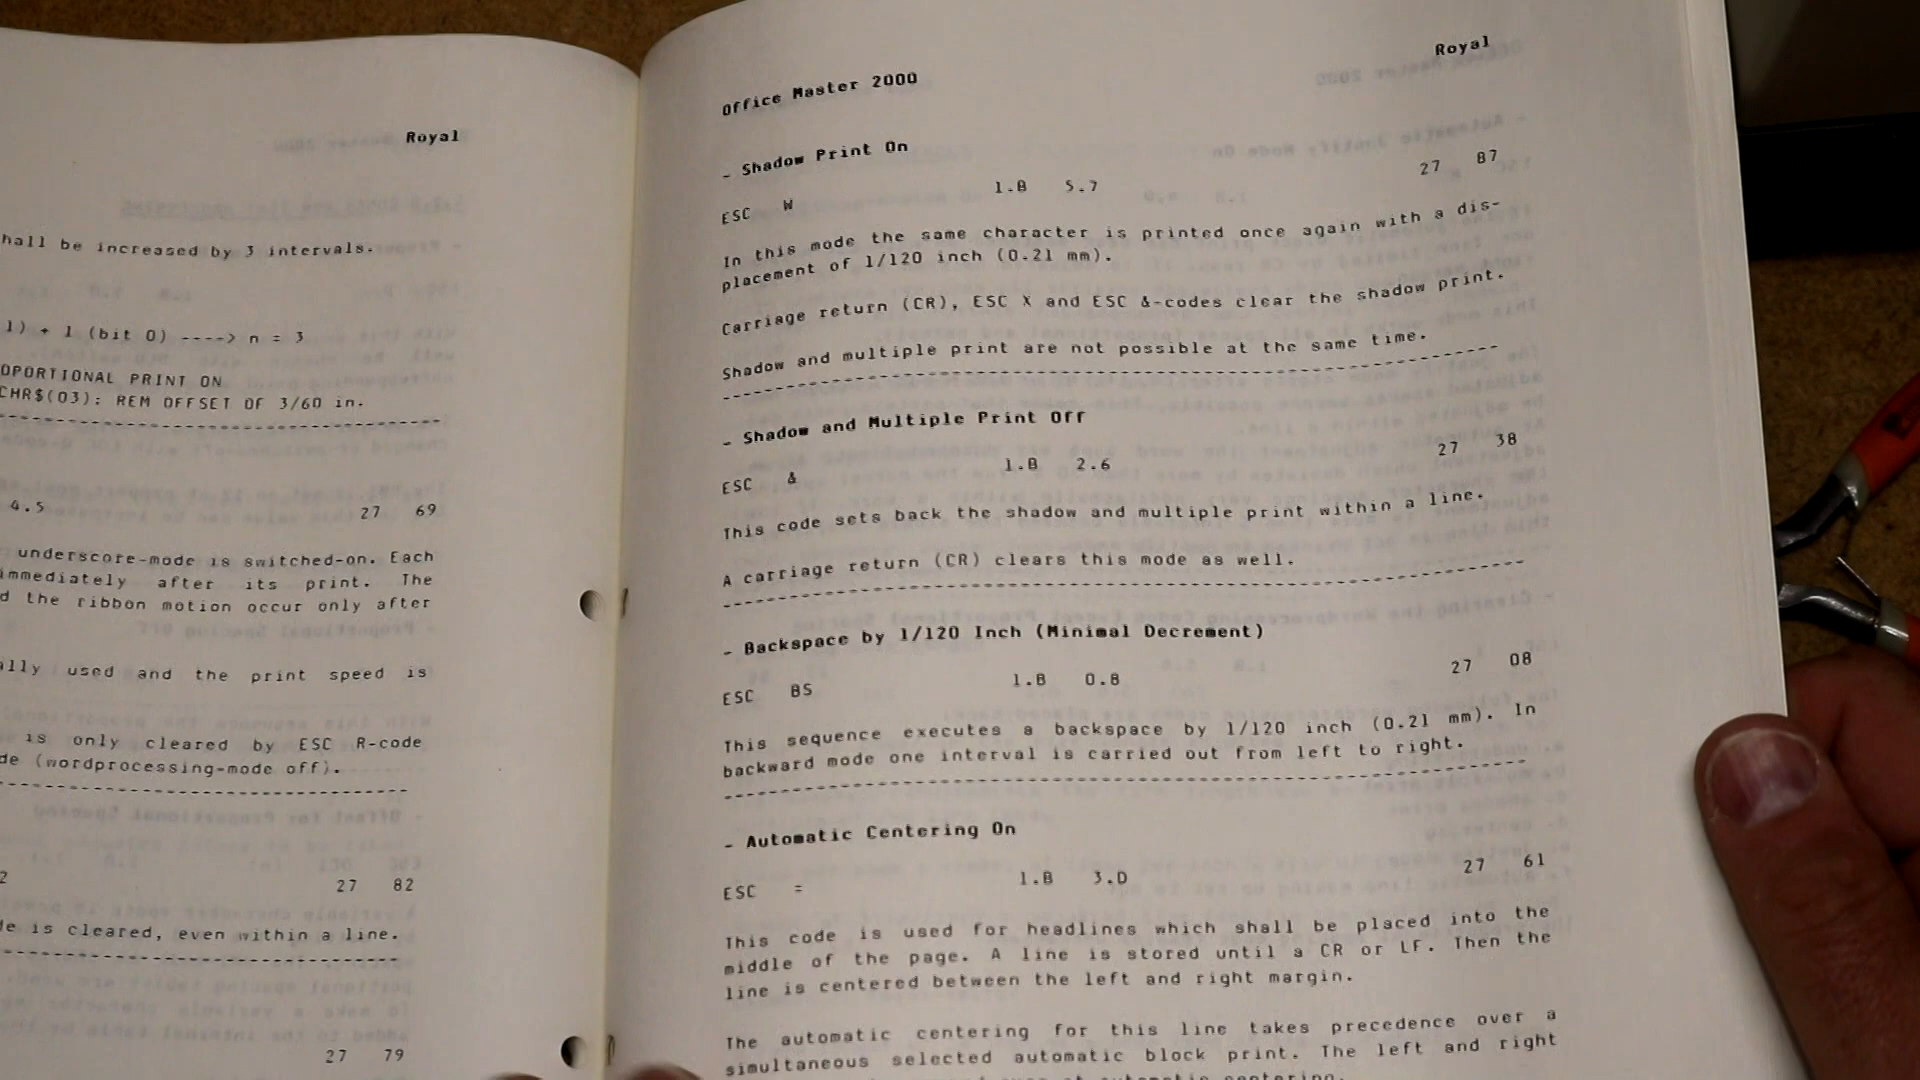 Royal
hall be increased by 3 intervals.
1) + 1 (bit 0) ----> n = 3
OPORTIONAL PRINT ON
CHR$(03): REM OFFSET OF 3/60 in.
4.5 27 69
underscore-mode is switched-on. Each
immediately after its print. The
d the ribbon motion occur only after
ally used and the print speed is
is only cleared by ESC R-code
de (wordprocessing-mode off).
2 27 82
de is cleared, even within a line.
27 79
Office Master 2000 Royal
- Shadow Print On
ESC W 1.B 5.7 27 87
In this mode the same character is printed once again with a dis-
placement of 1/120 inch (0.21 mm).
Carriage return (CR), ESC X and ESC &-codes clear the shadow print.
Shadow and multiple print are not possible at the same time.
- Shadow and Multiple Print Off
ESC & 1.B 2.6 27 38
This code sets back the shadow and multiple print within a line.
A carriage return (CR) clears this mode as well.
- Backspace by 1/120 Inch (Minimal Decrement)
ESC BS 1.B 0.8 27 08
This sequence executes a backspace by 1/120 inch (0.21 mm). In
backward mode one interval is carried out from left to right.
- Automatic Centering On
ESC = 1.B 3.D 27 61
This code is used for headlines which shall be placed into the
middle of the page. A line is stored until a CR or LF. Then the
line is centered between the left and right margin.
The automatic centering for this line takes precedence over a
simultaneous selected automatic block print. The left and right
automatic centering.